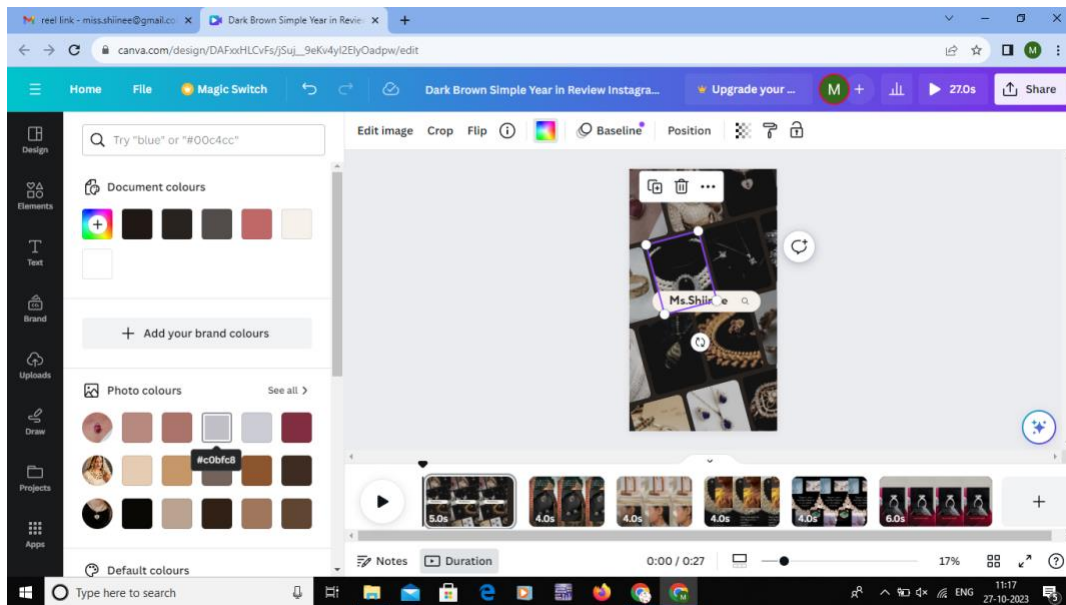 reel link - miss.shiinee@gmail.co
Dark Brown Simple Year in Revie
canva.com/design/DAFxxHLCvFs/jSuj_9eKv4yl2ElyOadpw/edit
M
Home File Magic Switch Dark Brown Simple Year in Review Instagra... Upgrade your ... M + 27.0s Share
Design
Elements
Text
Brand
Uploads
Draw
Projects
Apps
Try "blue" or "#00c4cc"
Document colours
+ Add your brand colours
Photo colours See all >
#c0bfc8
Default colours
Edit image Crop Flip Baseline Position
Ms.Shiinee
5.0s 4.0s 4.0s 4.0s 4.0s 6.0s
Notes Duration 0:00 / 0:27 17%
Type here to search
ENG
11:17
27-10-2023
5